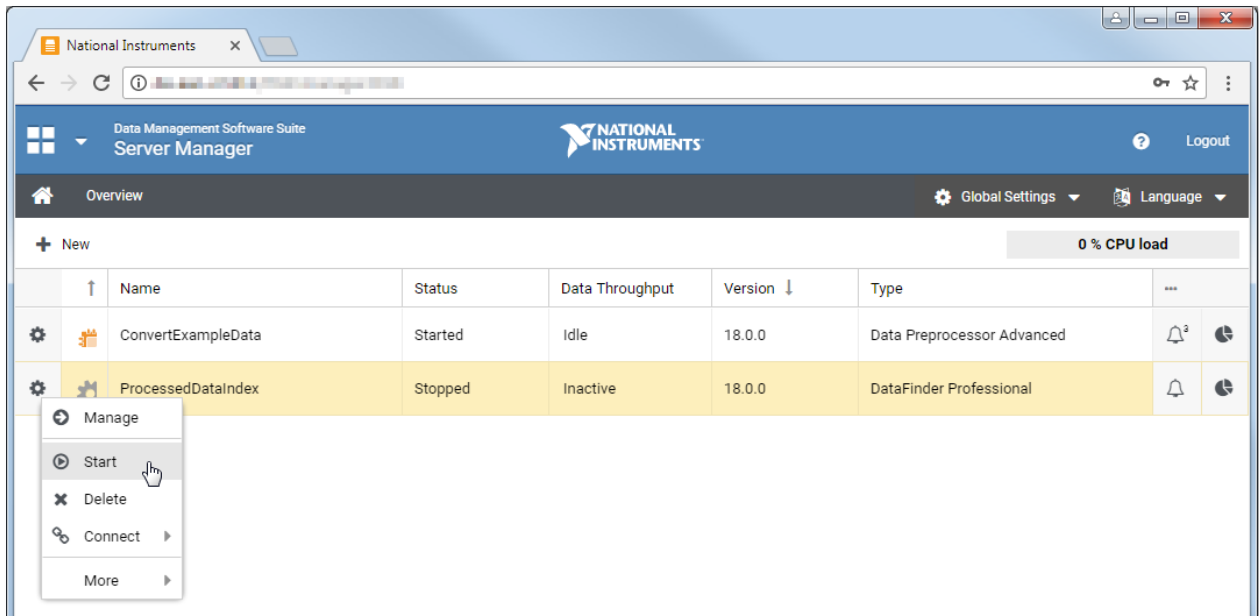 National Instruments
Data Management Software Suite
Server Manager
NATIONAL
INSTRUMENTS
Logout
Overview
Global Settings
Language
New
0 % CPU load
Name Status Data Throughput Version Type
ConvertExampleData Started Idle 18.0.0 Data Preprocessor Advanced 3
ProcessedDataIndex Stopped Inactive 18.0.0 DataFinder Professional
Manage
Start
Delete
Connect
More